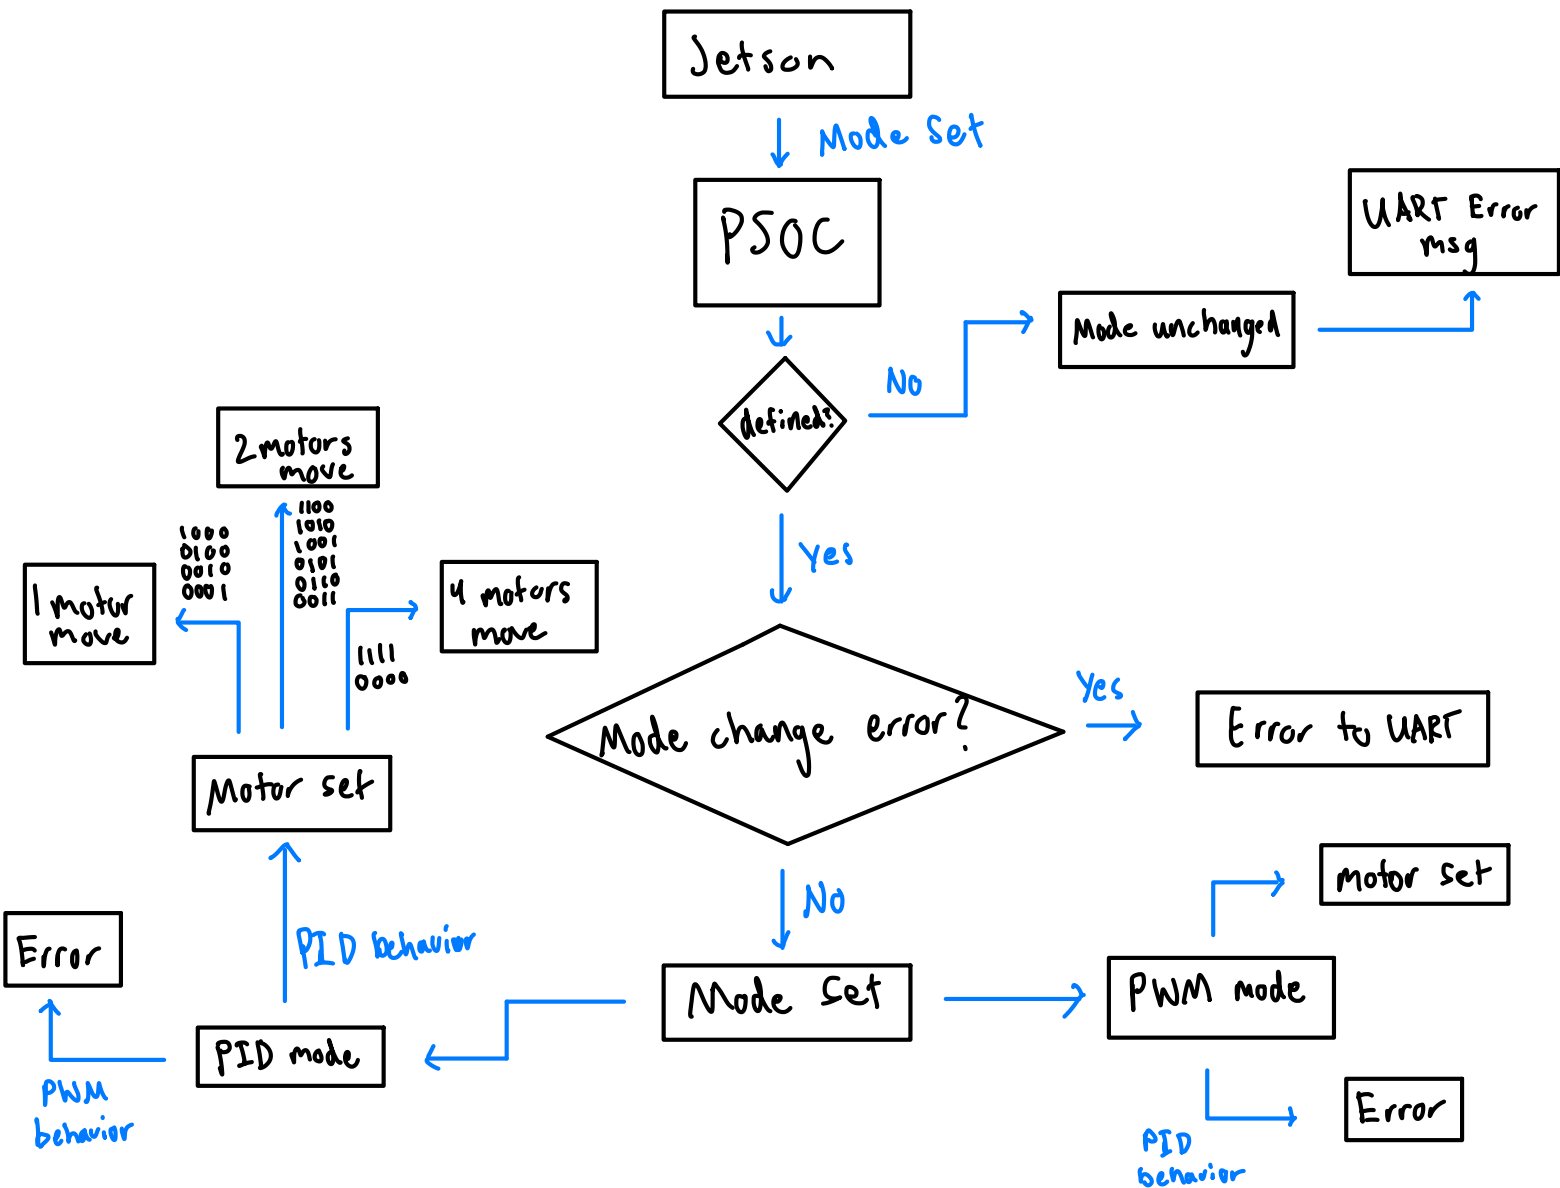 Jetson
Mode Set
PSOC
UART Error
msg
Mode unchanged
No
defined?
2 motors
move
1100
1010
1001
0101
0110
0011
1000
0100
0010
0001
Yes
1 motor
move
4 motors
move
1111
0000
Yes
Mode change error?
Error to UART
Motor set
No
motor set
Error
PID behavior
Mode Set
PWM mode
PID mode
PWM
behavior
Error
PID
behavior